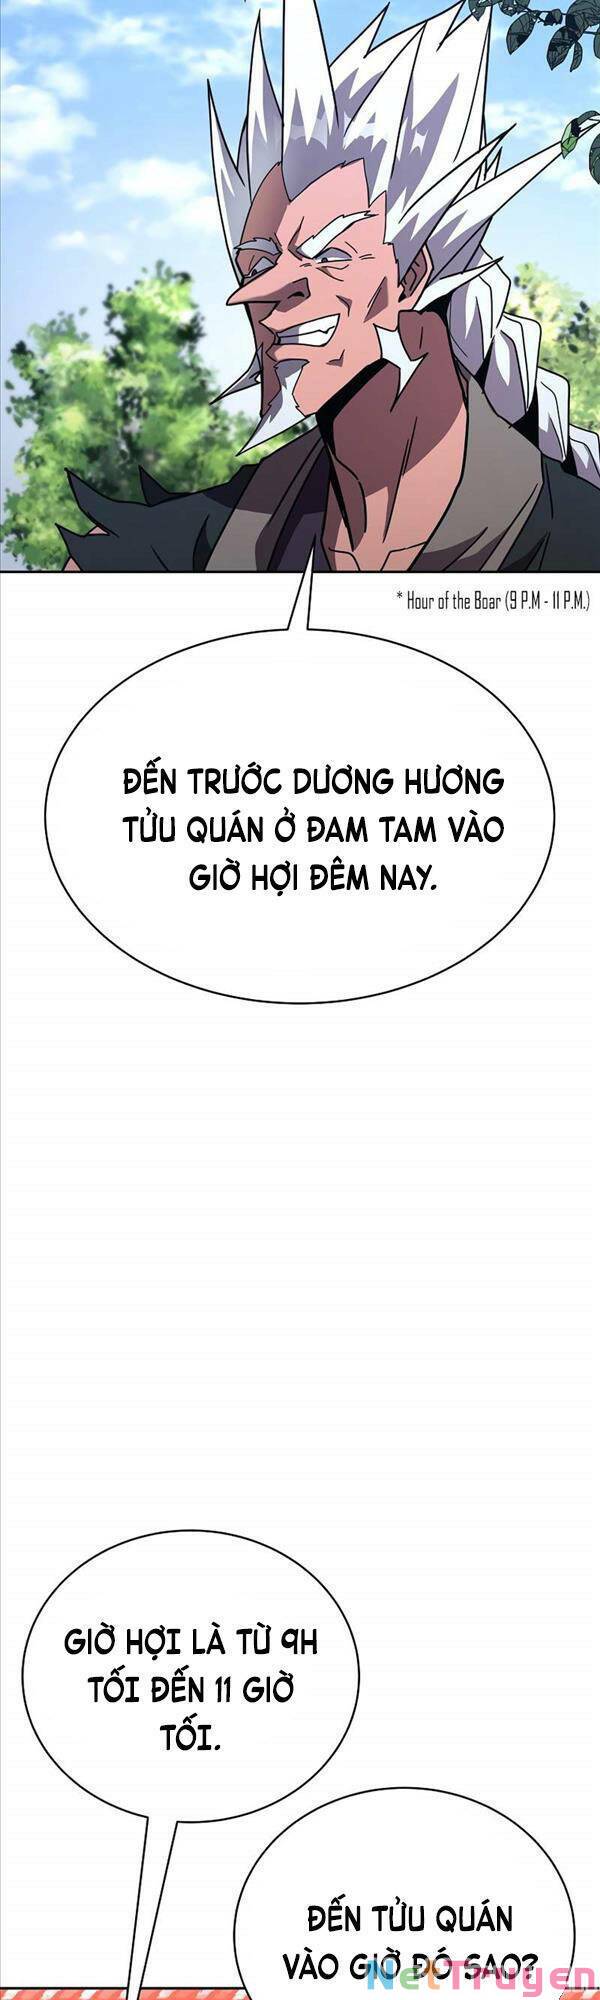 * Hour of the Boar (9 P.M - 11 P.M.)
ĐẾN TRƯỚC DƯƠNG HƯƠNG
TỬU QUÁN Ở ĐAM TAM VÀO
GIỜ HỢI ĐÊM NAY.
GIỜ HỢI LÀ TỪ 9H
TỐI ĐẾN 11 GIỜ
TỐI.
ĐẾN TỬU QUÁN
VÀO GIỜ ĐÓ SAO?
NetTruyen